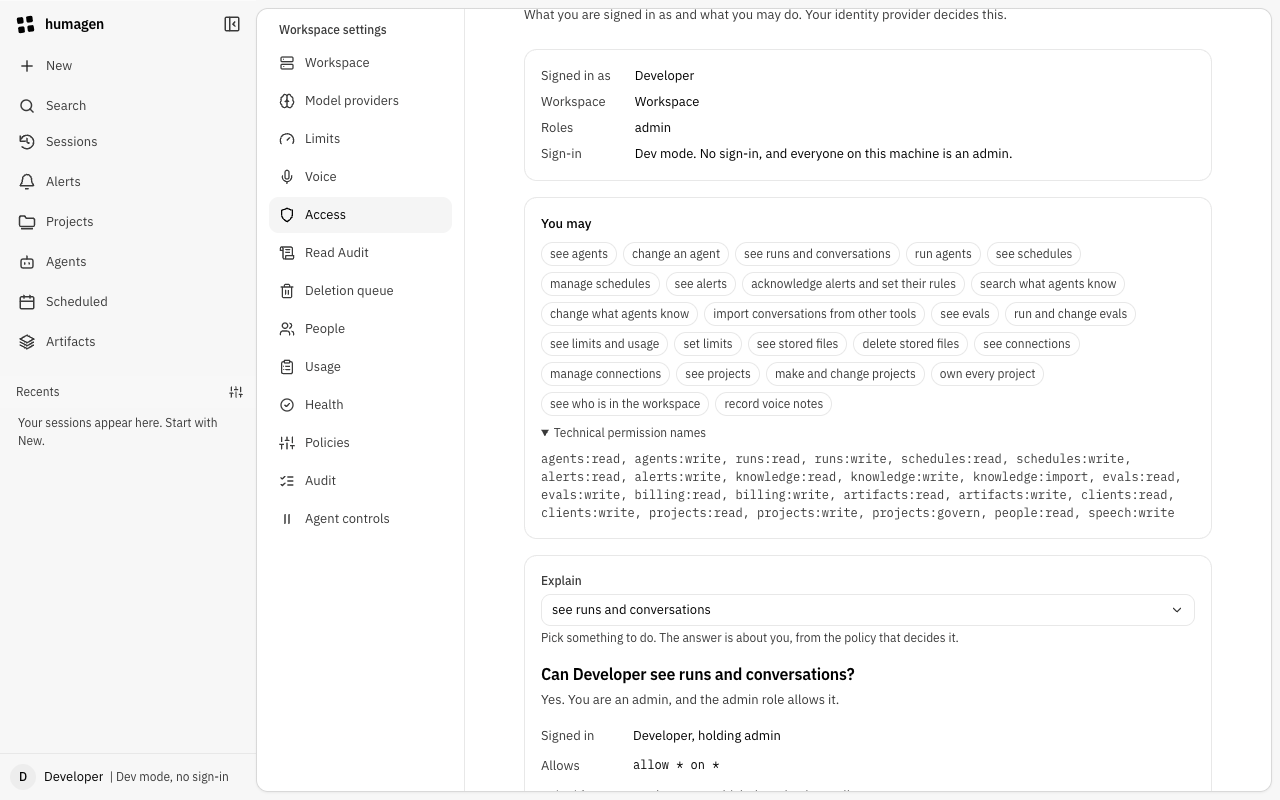 humagen
New
Search
Sessions
Alerts
Projects
Agents
Scheduled
Artifacts
Recents
Your sessions appear here. Start with
New.
D Developer | Dev mode, no sign-in
Workspace settings
Workspace
Model providers
Limits
Voice
Access
Read Audit
Deletion queue
People
Usage
Health
Policies
Audit
Agent controls
What you are signed in as and what you may do. Your identity provider decides this.
Signed in as Developer
Workspace Workspace
Roles admin
Sign-in Dev mode. No sign-in, and everyone on this machine is an admin.
You may
see agents change an agent see runs and conversations run agents see schedules
manage schedules see alerts acknowledge alerts and set their rules search what agents know
change what agents know import conversations from other tools see evals run and change evals
see limits and usage set limits see stored files delete stored files see connections
manage connections see projects make and change projects own every project
see who is in the workspace record voice notes
▼ Technical permission names
agents:read, agents:write, runs:read, runs:write, schedules:read, schedules:write,
alerts:read, alerts:write, knowledge:read, knowledge:write, knowledge:import, evals:read,
evals:write, billing:read, billing:write, artifacts:read, artifacts:write, clients:read,
clients:write, projects:read, projects:write, projects:govern, people:read, speech:write
Explain
see runs and conversations
Pick something to do. The answer is about you, from the policy that decides it.
Can Developer see runs and conversations?
Yes. You are an admin, and the admin role allows it.
Signed in Developer, holding admin
Allows allow * on *